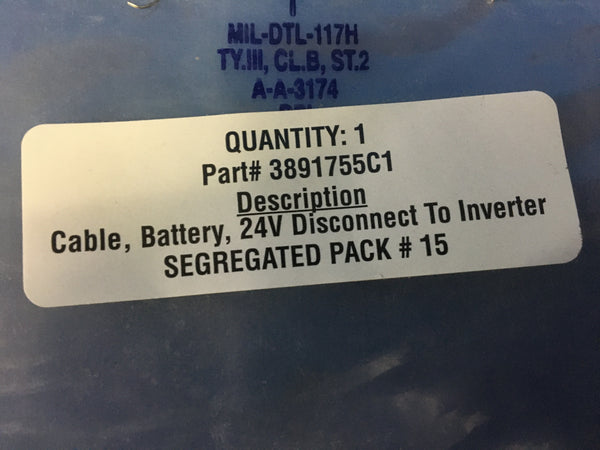 MIL-DTL-117H
TY.III, CL.B, ST.2
A-A-3174
QUANTITY: 1
Part# 3891755C1
Description
Cable, Battery, 24V Disconnect To Inverter
SEGREGATED PACK # 15